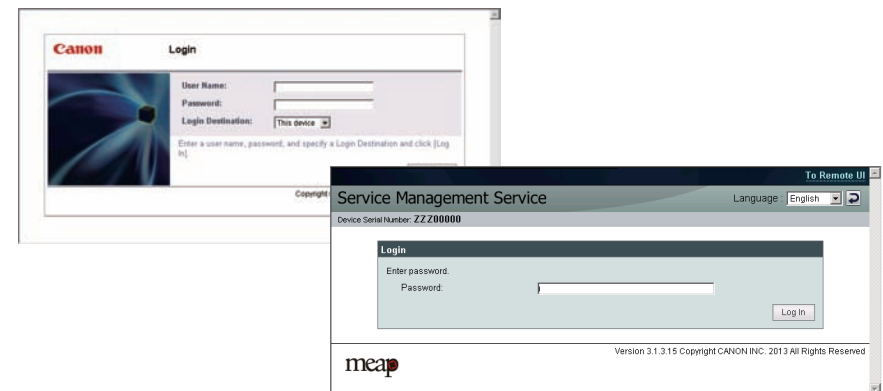 Canon Login
User Name:
Password:
Login Destination: This device
Enter a user name, password, and specify a Login Destination and click [Log
In].
Copyright
To Remote UI
Service Management Service Language : English
Device Serial Number: ZZZ00000
Login
Enter password.
Password:
Log In
meap
Version 3.1.3.15 Copyright CANON INC. 2013 All Rights Reserved